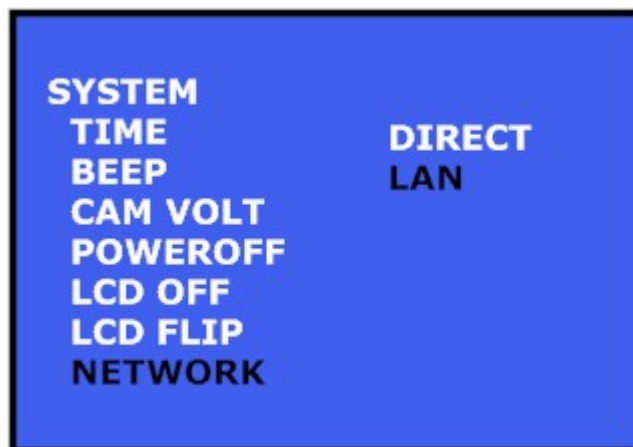 SYSTEM
TIME
BEEP
CAM VOLT
POWEROFF
LCD OFF
LCD FLIP
NETWORK
DIRECT
LAN